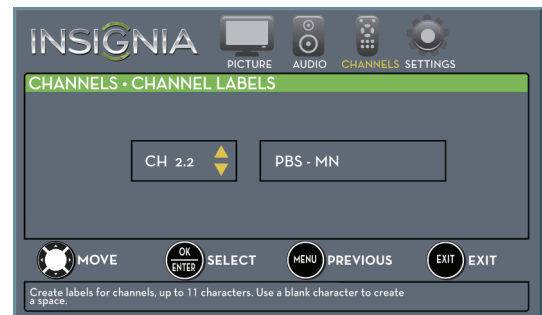 INSIGNIA
PICTURE AUDIO CHANNELS SETTINGS
CHANNELS • CHANNEL LABELS
CH 2.2 PBS - MN
MOVE OK ENTER SELECT MENU PREVIOUS EXIT EXIT
Create labels for channels, up to 11 characters. Use a blank character to create
a space.